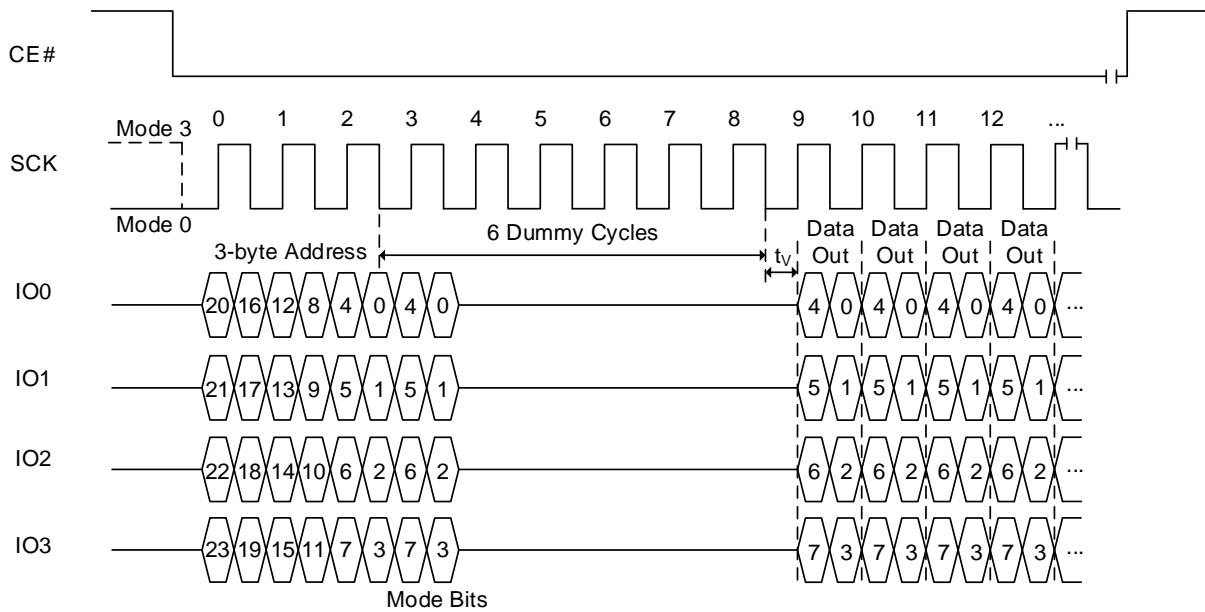 CE#
0 1 2 3 4 5 6 7 8 9 10 11 12 ...
Mode 3
SCK
Mode 0
3-byte Address
6 Dummy Cycles
tV
Data Out Data Out Data Out Data Out
IO0 20 16 12 8 4 0 4 0 4 0 4 0 4 0 4 0 ...
IO1 21 17 13 9 5 1 5 1 5 1 5 1 5 1 5 1 ...
IO2 22 18 14 10 6 2 6 2 6 2 6 2 6 2 6 2 ...
IO3 23 19 15 11 7 3 7 3 7 3 7 3 7 3 7 3 ...
Mode Bits